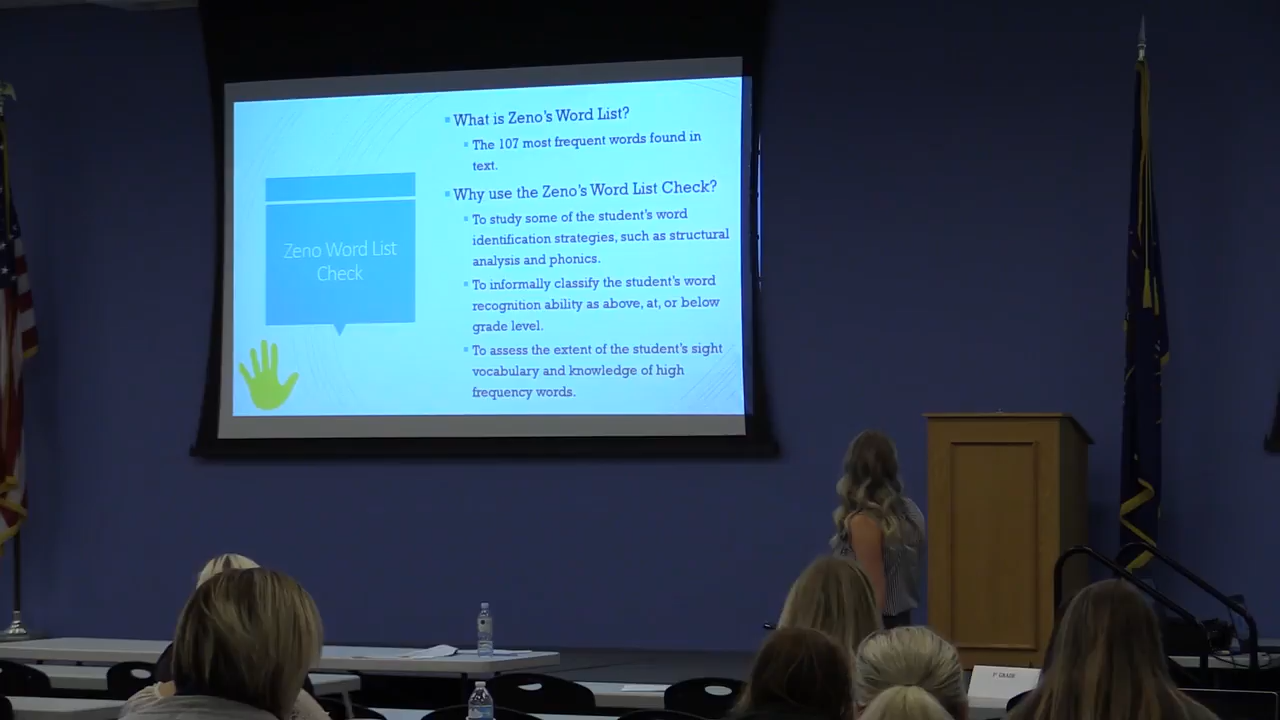 Zeno Word List
Check
What is Zeno's Word List?
The 107 most frequent words found in
text.
Why use the Zeno's Word List Check?
To study some of the student's word
identification strategies, such as structural
analysis and phonics.
To informally classify the student's word
recognition ability as above, at, or below
grade level.
To assess the extent of the student's sight
vocabulary and knowledge of high
frequency words.
1st GRADE